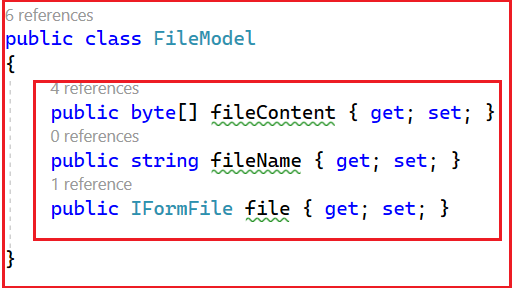 6 references
public class FileModel
{
4 references
public byte[] fileContent { get; set; }
0 references
public string fileName { get; set; }
1 reference
public IFormFile file { get; set; }
}